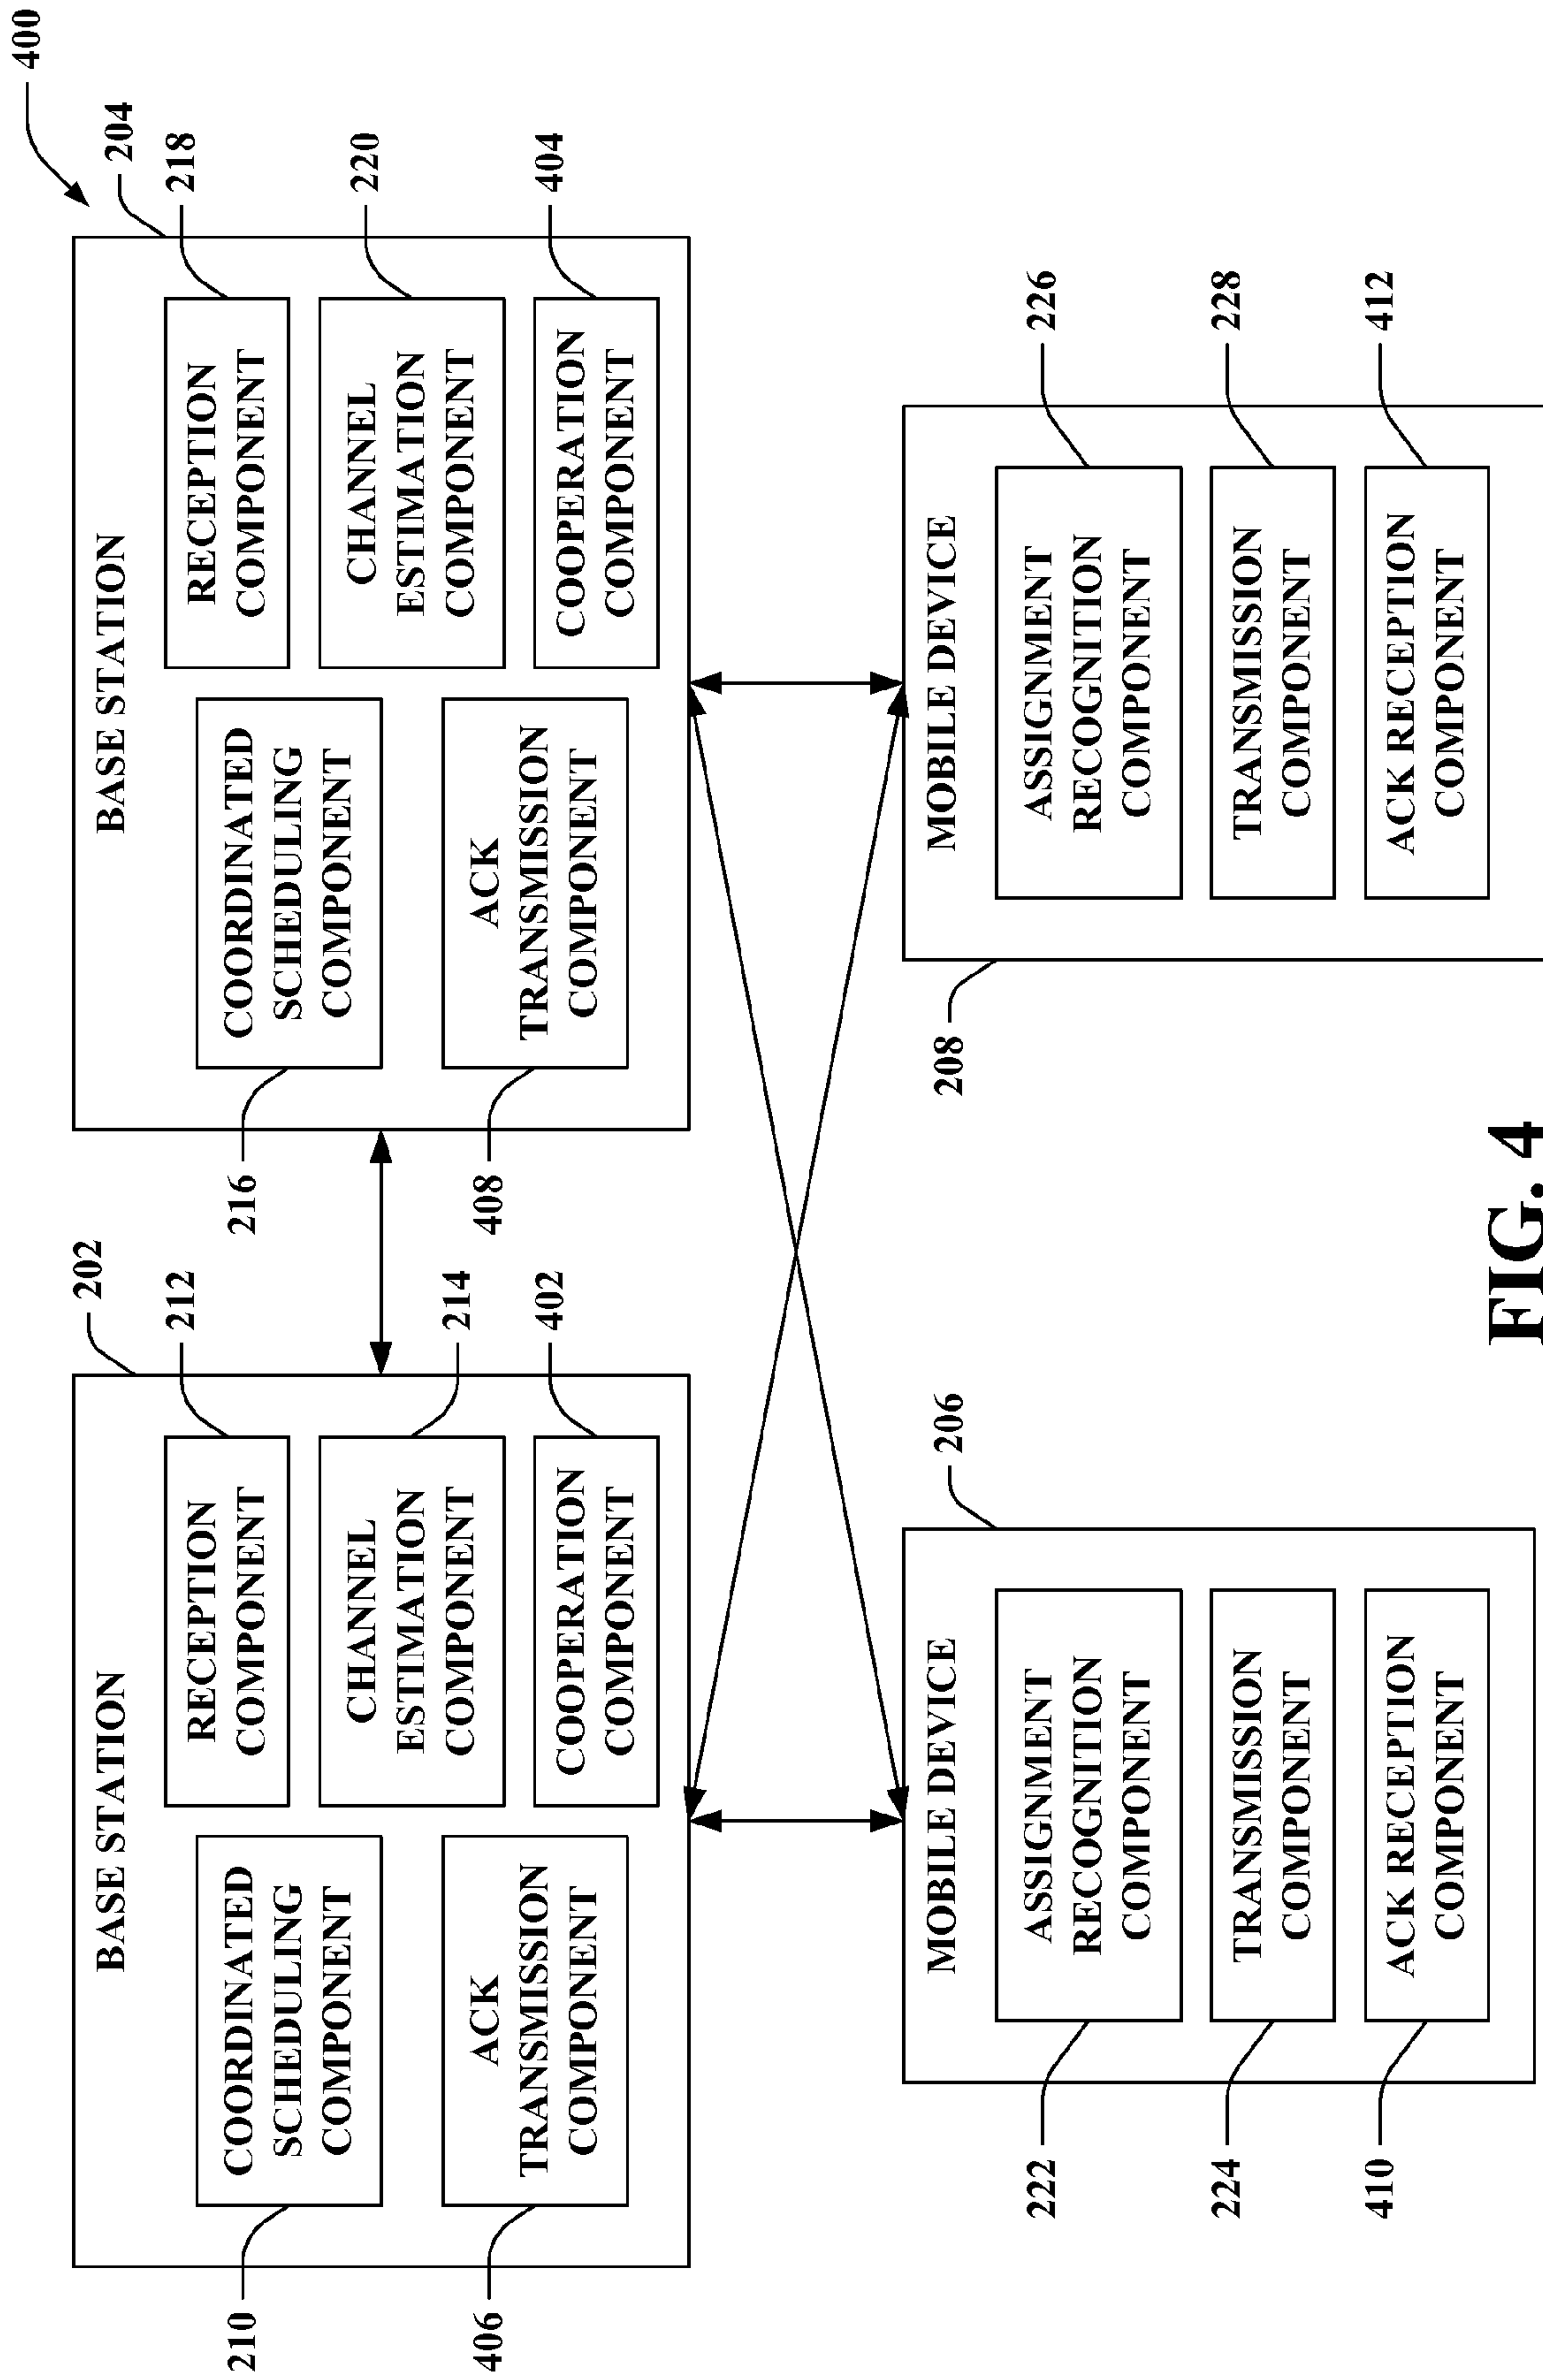 400
BASE STATION
202
COORDINATED
SCHEDULING
COMPONENT
210
RECEPTION
COMPONENT
212
CHANNEL
ESTIMATION
COMPONENT
214
ACK
TRANSMISSION
COMPONENT
406
COOPERATION
COMPONENT
402
BASE STATION
204
COORDINATED
SCHEDULING
COMPONENT
216
RECEPTION
COMPONENT
218
CHANNEL
ESTIMATION
COMPONENT
220
ACK
TRANSMISSION
COMPONENT
408
COOPERATION
COMPONENT
404
MOBILE DEVICE
206
ASSIGNMENT
RECOGNITION
COMPONENT
222
TRANSMISSION
COMPONENT
224
ACK RECEPTION
COMPONENT
410
MOBILE DEVICE
208
ASSIGNMENT
RECOGNITION
COMPONENT
226
TRANSMISSION
COMPONENT
228
ACK RECEPTION
COMPONENT
412
FIG. 4